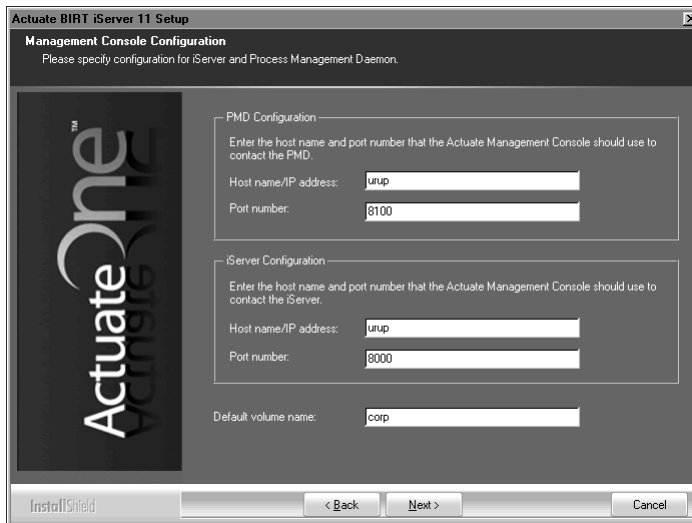 Actuate BIRT iServer 11 Setup
Management Console Configuration
Please specify configuration for iServer and Process Management Daemon.
ActuateOne™
PMD Configuration
Enter the host name and port number that the Actuate Management Console should use to
contact the PMD.
Host name/IP address: urup
Port number: 8100
iServer Configuration
Enter the host name and port number that the Actuate Management Console should use to
contact the iServer.
Host name/IP address: urup
Port number: 8000
Default volume name: corp
InstallShield
< Back Next > Cancel